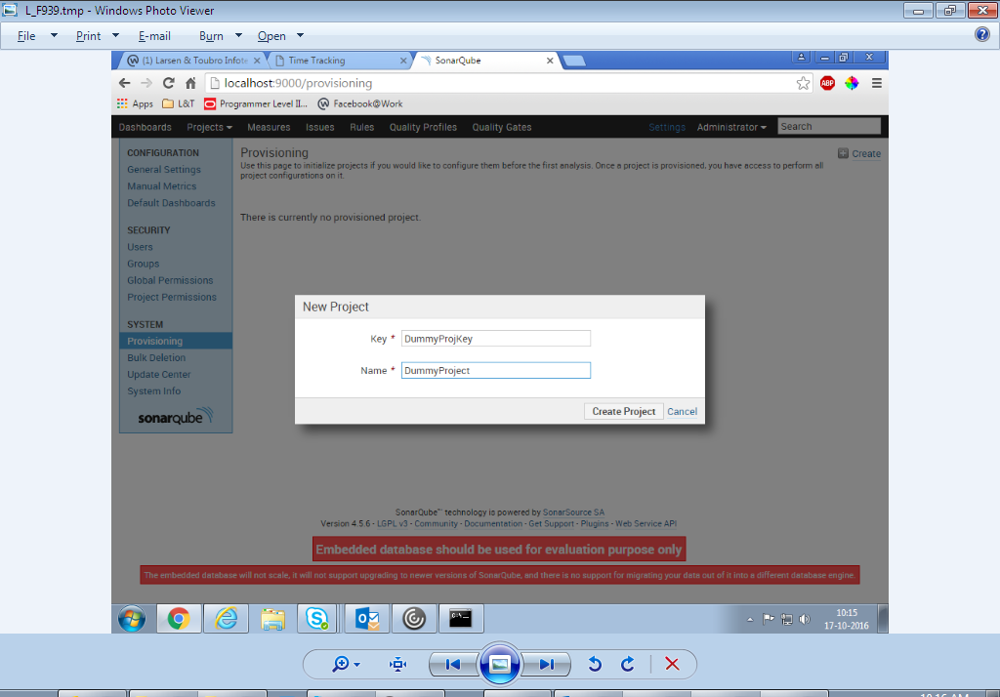 L_F939.tmp - Windows Photo Viewer
File Print E-mail Burn Open
(1) Larsen & Toubro Infote Time Tracking SonarQube
localhost:9000/provisioning ABP
Apps L&T Programmer Level II... Facebook@Work
Dashboards Projects Measures Issues Rules Quality Profiles Quality Gates Settings Administrator Search
CONFIGURATION
General Settings
Manual Metrics
Default Dashboards
SECURITY
Users
Groups
Global Permissions
Project Permissions
SYSTEM
Provisioning
Bulk Deletion
Update Center
System Info
sonarqube
Provisioning
Create
Use this page to initialize projects if you would like to configure them before the first analysis. Once a project is provisioned, you have access to perform all
project configurations on it.
There is currently no provisioned project.
New Project
Key * DummyProjKey
Name * DummyProject
Create Project Cancel
SonarQube™ technology is powered by SonarSource SA
Version 4.5.6 - LGPL v3 - Community - Documentation - Get Support - Plugins - Web Service API
Embedded database should be used for evaluation purpose only
The embedded database will not scale, it will not support upgrading to newer versions of SonarQube, and there is no support for migrating your data out of it into a different database engine.
10:15
17-10-2016